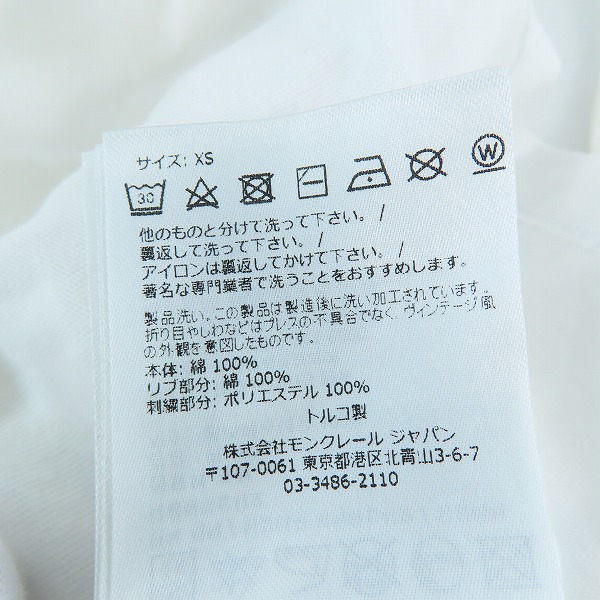 サイズ: XS
30 W
他のものと分けて洗って下さい。/
裏返して洗って下さい。/
アイロンは裏返してかけて下さい。/
著名な専門業者で洗うことをおすすめします。
製品洗い。この製品は製造後に洗い加工されています。
折り目やしわなどはプレスの不具合でなく、ヴィンテージ風
の外観を意図したものです。
本体: 綿 100%
リブ部分: 綿 100%
刺繍部分: ポリエステル 100%
トルコ製
株式会社モンクレール ジャパン
〒107-0061 東京都港区北青山3-6-7
03-3486-2110